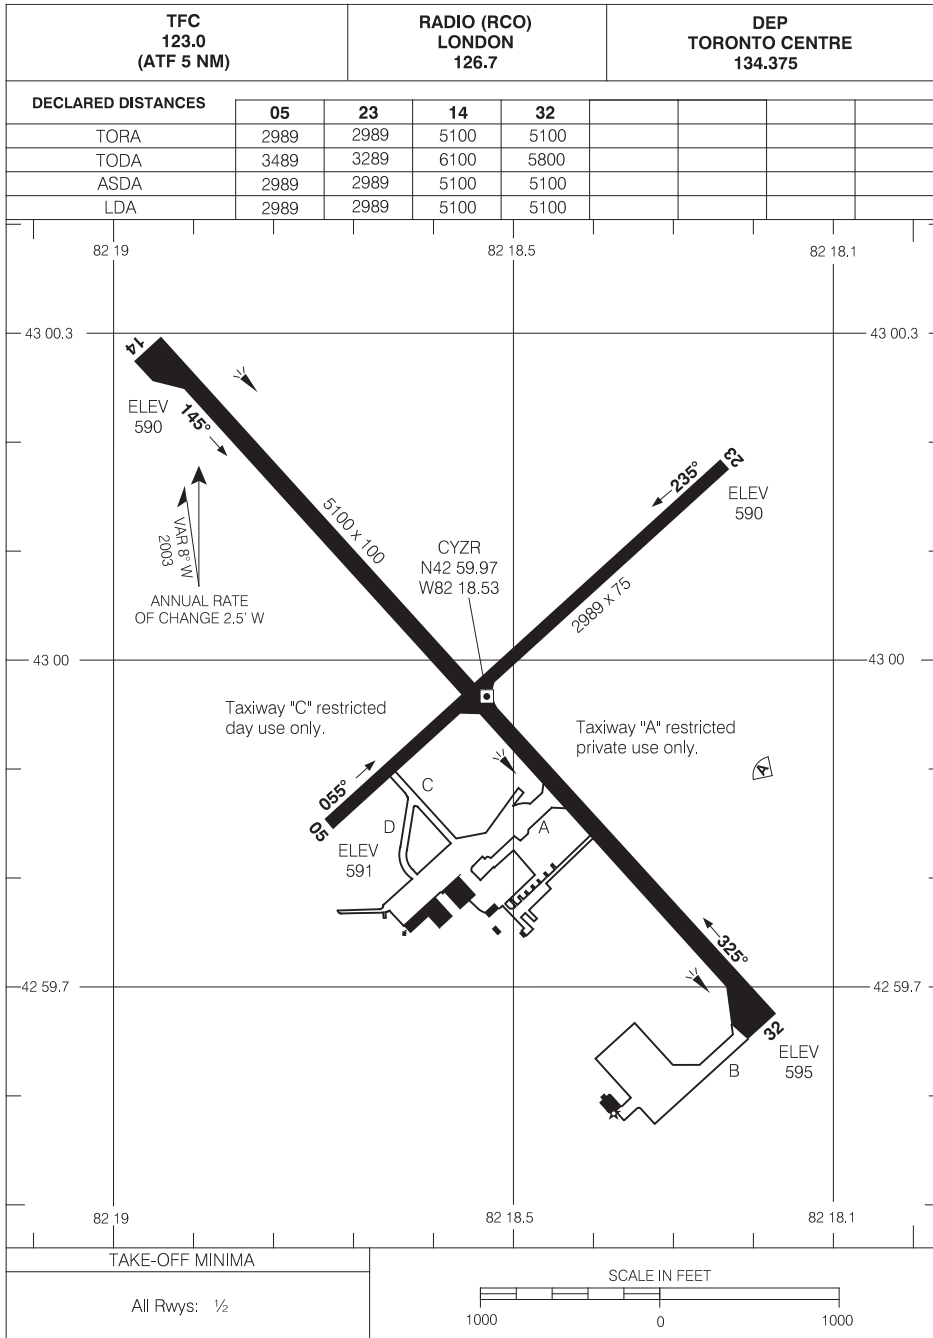 TFC
123.0
(ATF 5 NM)
RADIO (RCO)
LONDON
126.7
DEP
TORONTO CENTRE
134.375
DECLARED DISTANCES 05 23 14 32
TORA 2989 2989 5100 5100
TODA 3489 3289 6100 5800
ASDA 2989 2989 5100 5100
LDA 2989 2989 5100 5100
82 19 82 18.5 82 18.1
43 00.3 43 00.3
14
ELEV
590
145°
23
235°
ELEV
590
VAR 8° W
2003
ANNUAL RATE
OF CHANGE 2.5' W
5100 x 100
CYZR
N42 59.97
W82 18.53
2989 x 75
43 00 43 00
Taxiway "C" restricted
day use only.
Taxiway "A" restricted
private use only.
A
055°
05
C
D
A
ELEV
591
325°
42 59.7 42 59.7
32
ELEV
595
B
82 19 82 18.5 82 18.1
TAKE-OFF MINIMA
All Rwys: ½
SCALE IN FEET
1000 0 1000